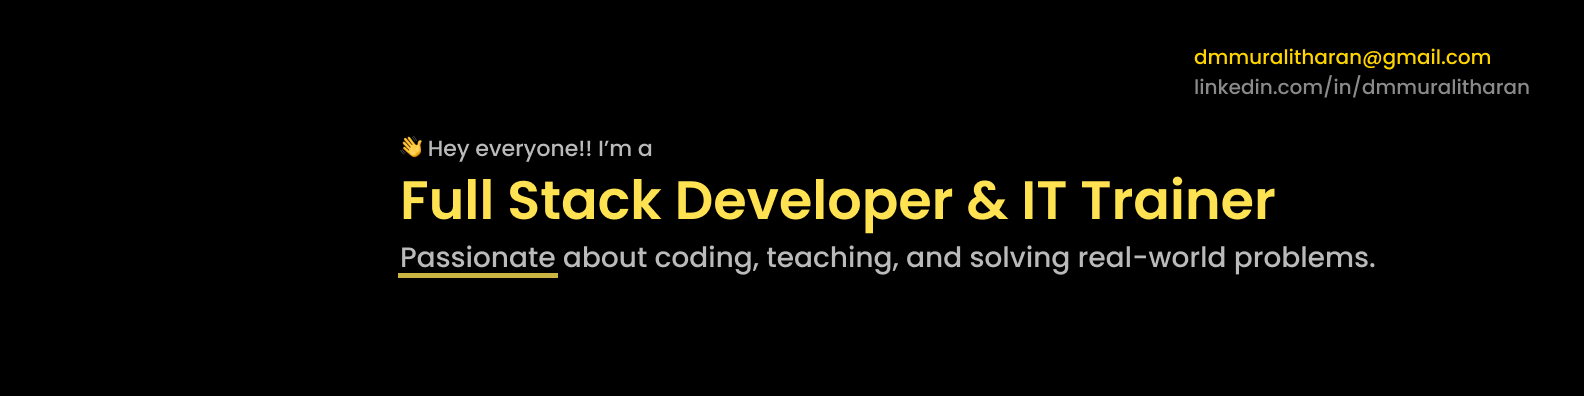 dmmuralitharan@gmail.com
linkedin.com/in/dmmuralitharan
👋 Hey everyone!! I’m a
Full Stack Developer & IT Trainer
Passionate about coding, teaching, and solving real-world problems.